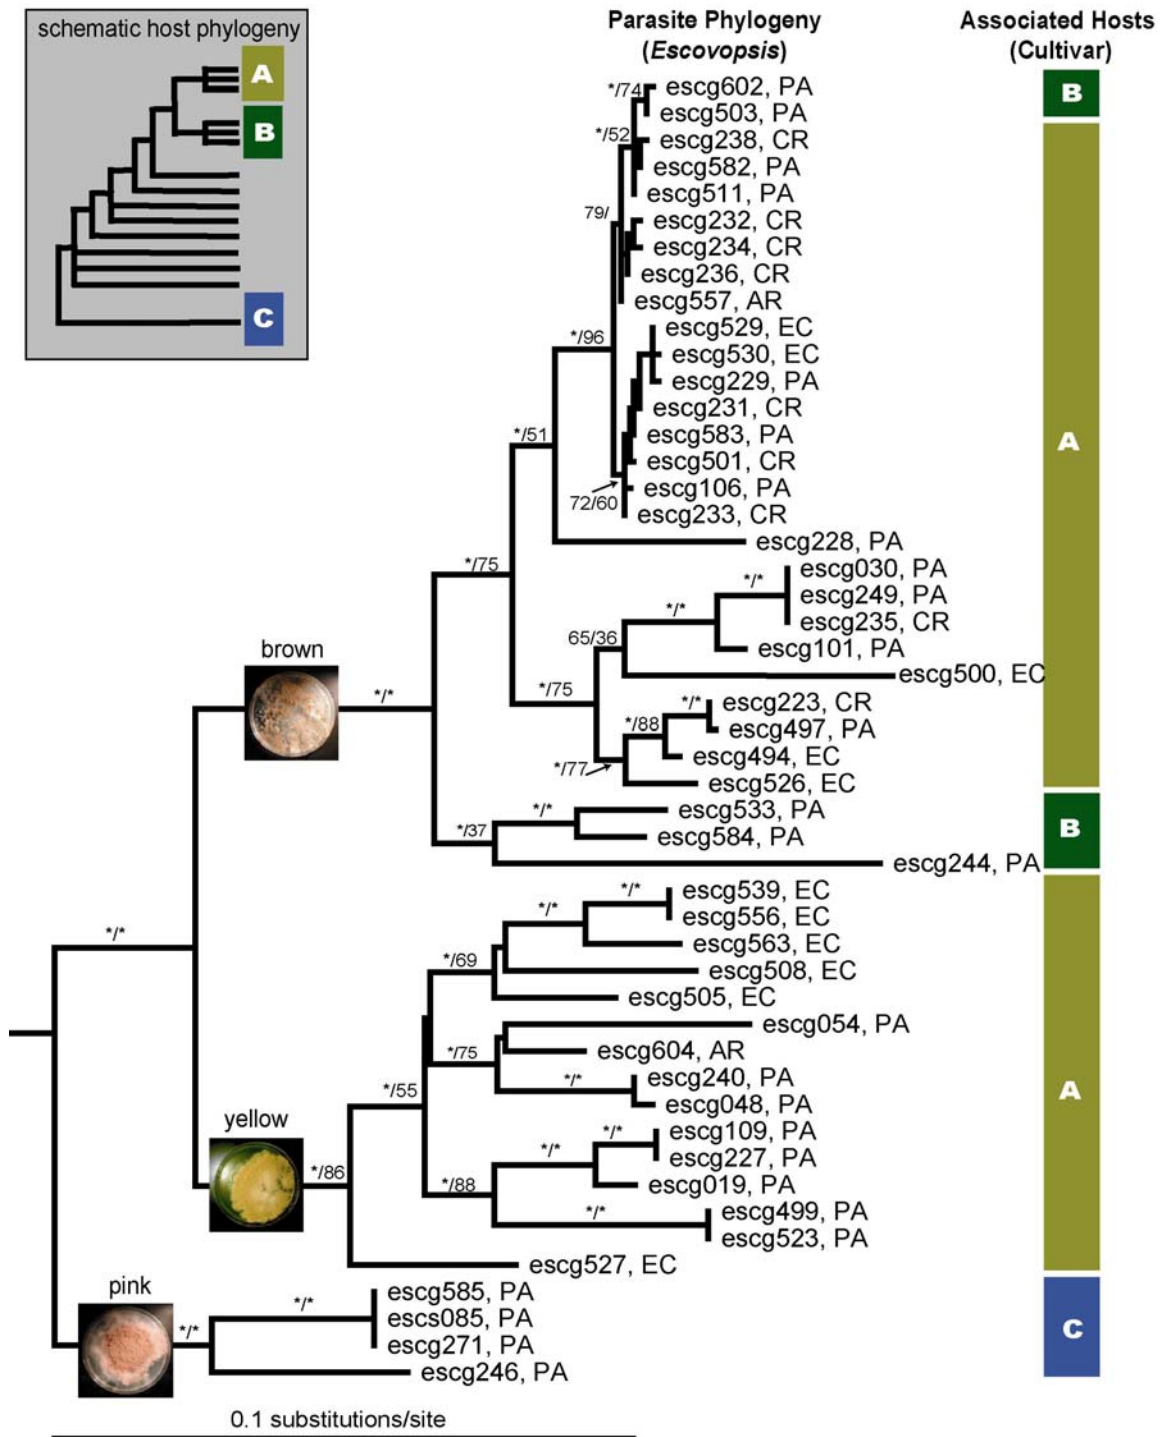 schematic host phylogeny
A
B
C
Parasite Phylogeny
(Escovopsis)
Associated Hosts
(Cultivar)
*/74
escg602, PA
escg503, PA
B
*/52
escg238, CR
escg582, PA
escg511, PA
79/
escg232, CR
escg234, CR
escg236, CR
escg557, AR
*/96
escg529, EC
escg530, EC
escg229, PA
escg231, CR
escg583, PA
escg501, CR
72/60
escg106, PA
escg233, CR
A
*/51
escg228, PA
*/75
*/*
escg030, PA
escg249, PA
escg235, CR
*/*
escg101, PA
65/36
escg500, EC
*/75
*/*
escg223, CR
escg497, PA
*/88
escg494, EC
*/77
escg526, EC
brown
*/*
*/*
escg533, PA
escg584, PA
*/37
escg244, PA
B
*/*
*/*
escg539, EC
escg556, EC
*/*
escg563, EC
*/69
escg508, EC
escg505, EC
escg054, PA
escg604, AR
*/75
*/*
escg240, PA
escg048, PA
*/55
A
yellow
*/86
*/*
escg109, PA
escg227, PA
*/*
escg019, PA
*/88
*/*
escg499, PA
escg523, PA
escg527, EC
pink
*/*
*/*
escg585, PA
escs085, PA
escg271, PA
escg246, PA
C
0.1 substitutions/site